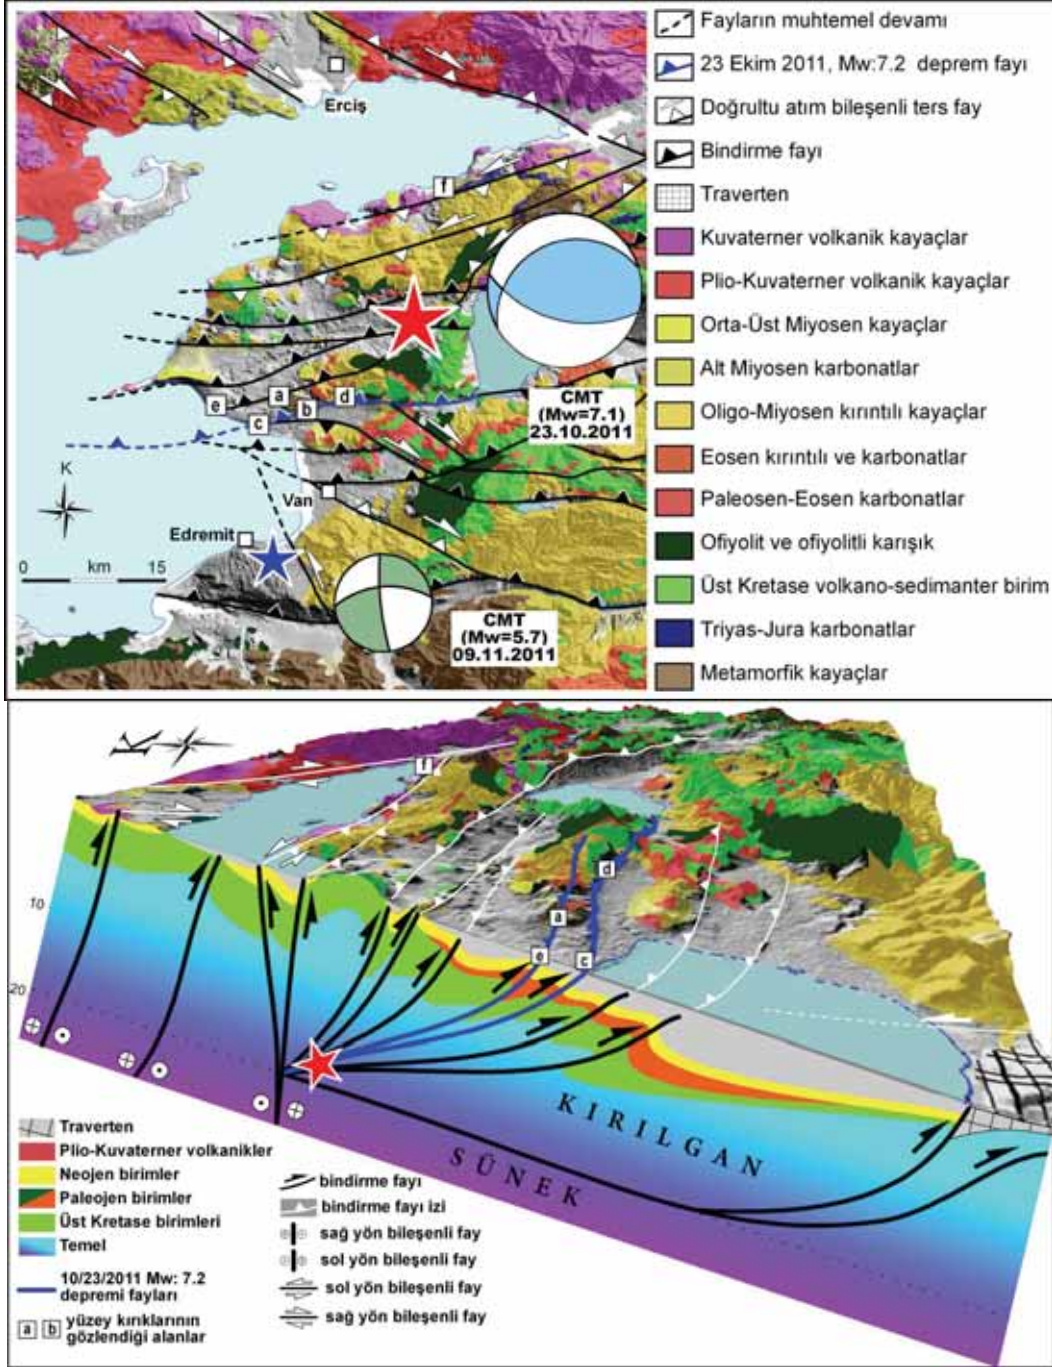 Erciş
f
e
a
b
d
c
CMT
(Mw=7.1)
23.10.2011
K
Van
Edremit
0 km 15
CMT
(Mw=5.7)
09.11.2011
Fayların muhtemel devamı
23 Ekim 2011, Mw:7.2 deprem fayı
Doğrultu atım bileşenli ters fay
Bindirme fayı
Traverten
Kuvaterner volkanik kayaçlar
Plio-Kuvaterner volkanik kayaçlar
Orta-Üst Miyosen kayaçlar
Alt Miyosen karbonatlar
Oligo-Miyosen kırıntılı kayaçlar
Eosen kırıntılı ve karbonatlar
Paleosen-Eosen karbonatlar
Ofiyolit ve ofiyolitli karışık
Üst Kretase volkano-sedimanter birim
Triyas-Jura karbonatlar
Metamorfik kayaçlar
f
d
a
e
c
10
20
KIRILGAN
SÜNEK
Traverten
Plio-Kuvaterner volkanikler
Neojen birimler
Paleojen birimler
Üst Kretase birimleri
Temel
10/23/2011 Mw: 7.2
depremi fayları
a b yüzey kırıklarının
gözlendiği alanlar
bindirme fayı
bindirme fayı izi
sağ yön bileşenli fay
sol yön bileşenli fay
sol yön bileşenli fay
sağ yön bileşenli fay